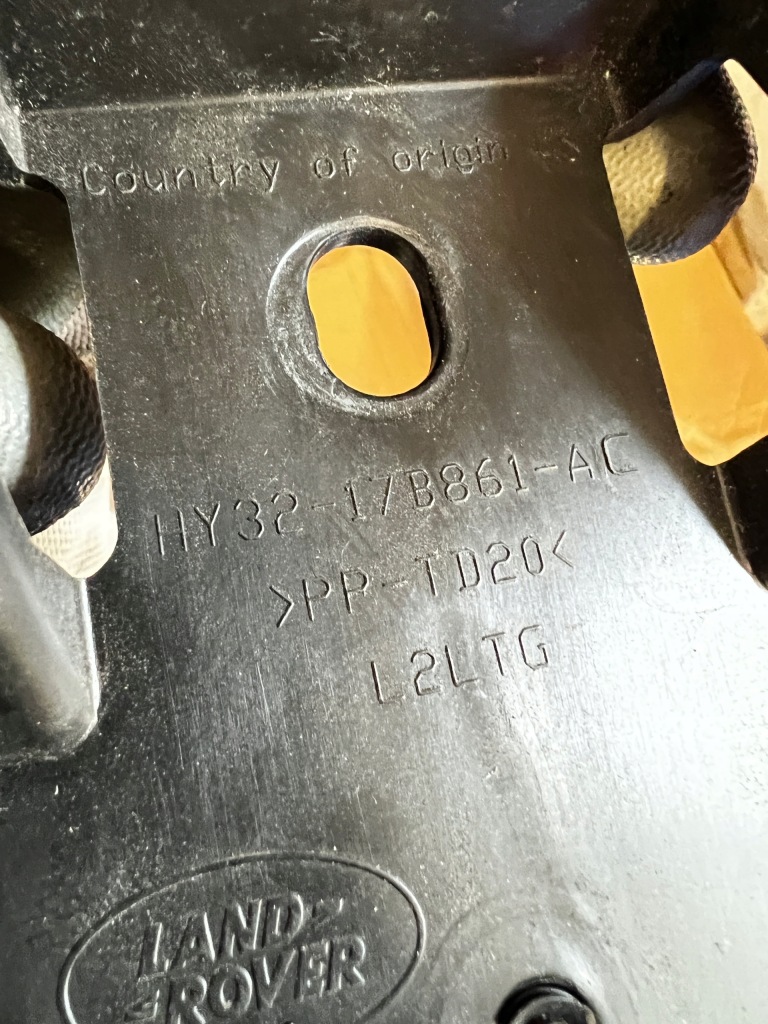 Country of origin
HY32-17B861-AC
>PP-TD20<
L2LTG
LAND
ROVER